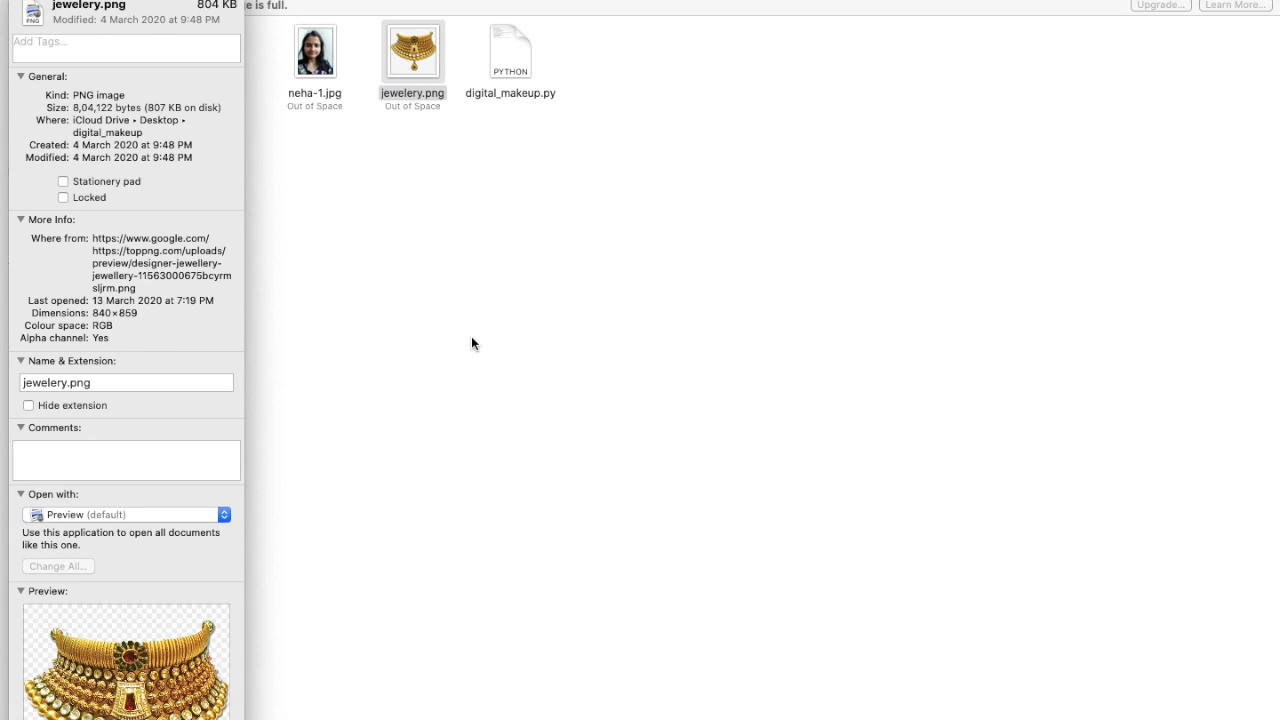 jewelery.png 804 KB
Modified: 4 March 2020 at 9:48 PM
Add Tags...
General:
Kind: PNG image
Size: 8,04,122 bytes (807 KB on disk)
Where: iCloud Drive ▸ Desktop ▸
digital_makeup
Created: 4 March 2020 at 9:48 PM
Modified: 4 March 2020 at 9:48 PM
Stationery pad
Locked
More Info:
Where from: https://www.google.com/
https://toppng.com/uploads/
preview/designer-jewellery-
jewellery-11563000675bcyrm
sljrm.png
Last opened: 13 March 2020 at 7:19 PM
Dimensions: 840×859
Colour space: RGB
Alpha channel: Yes
Name & Extension:
jewelery.png
Hide extension
Comments:
Open with:
Preview (default)
Use this application to open all documents
like this one.
Change All...
Preview:
is full.
Upgrade... Learn More...
PNG
PYTHON
neha-1.jpg jewelery.png digital_makeup.py
Out of Space Out of Space